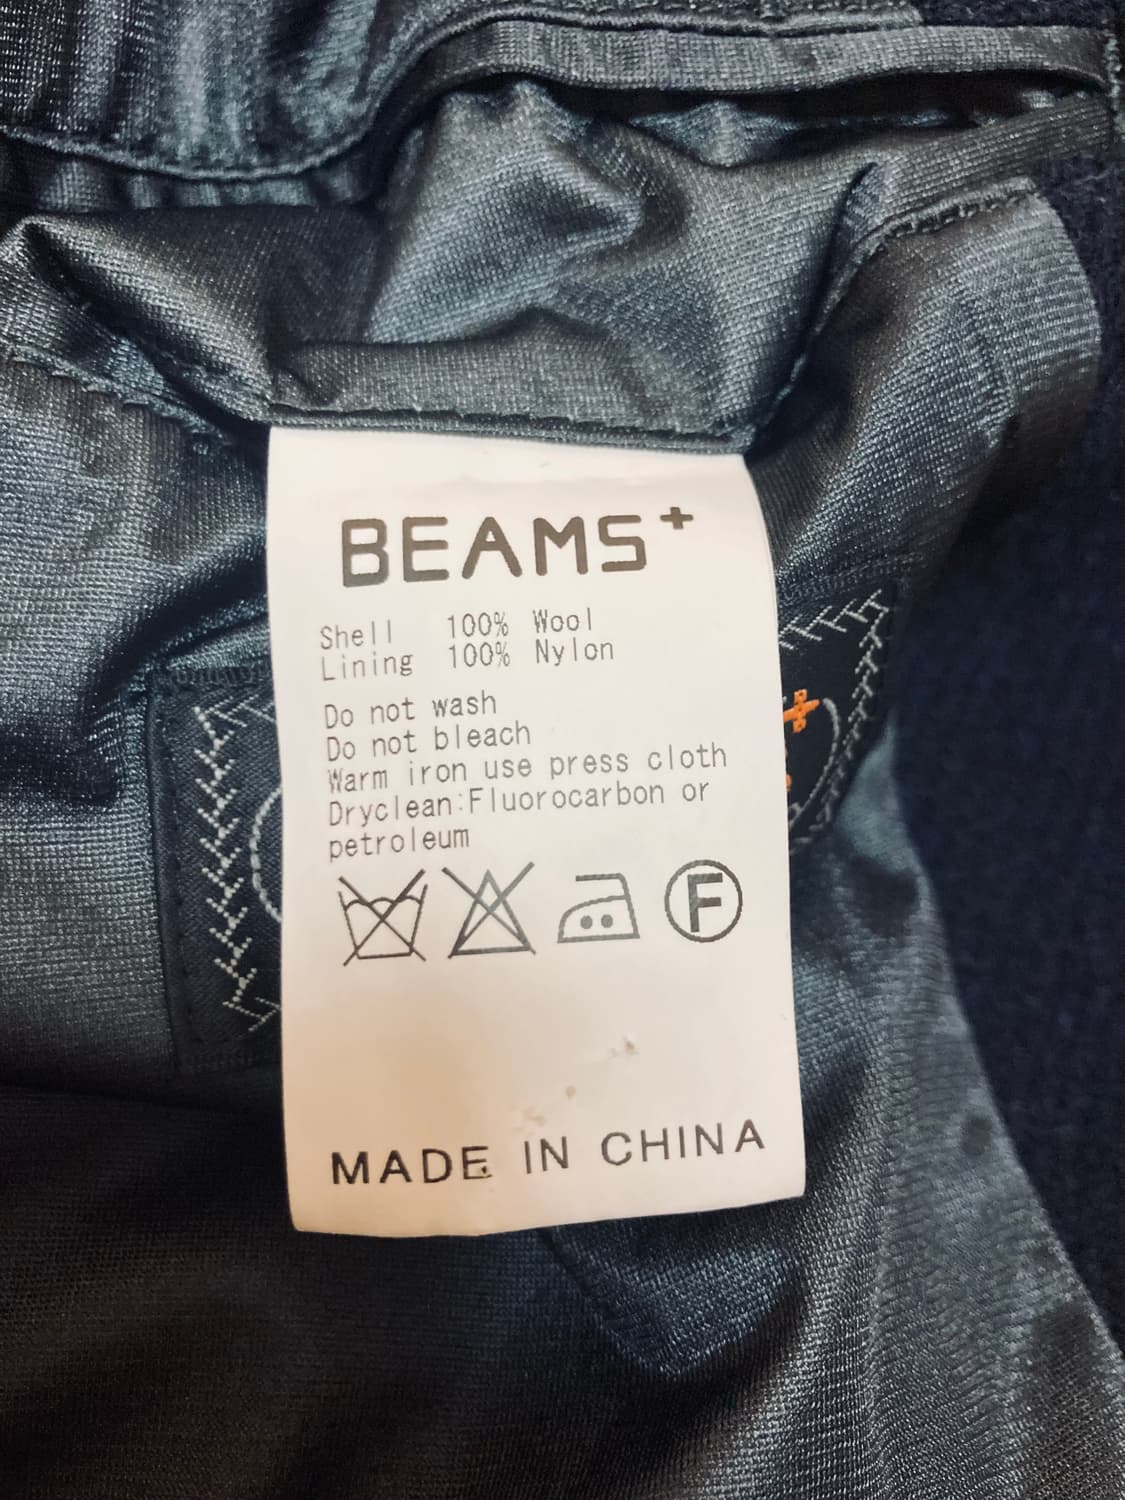 BEAMS+
Shell 100% Wool
Lining 100% Nylon
Do not wash
Do not bleach
Warm iron use press cloth
Dryclean:Fluorocarbon or
petroleum
F
MADE IN CHINA